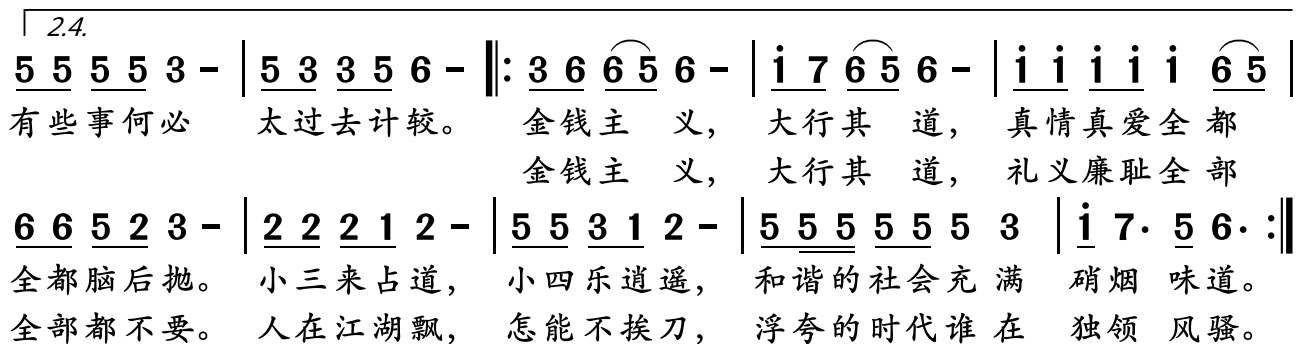 2.4.
5 5 5 5 3 - | 5 3 3 5 6 - ‖: 3 6 6 5 6 - | i 7 6 5 6 - | i i i i i 6 5 |
有些事何必 太过去计较。 金钱主 义, 大行其 道, 真情真爱全 都
金钱主 义, 大行其 道, 礼义廉耻全 部
6 6 5 2 3 - | 2 2 2 1 2 - | 5 5 3 1 2 - | 5 5 5 5 5 5 3 | i 7· 5 6· :‖
全都脑后抛。 小三来占道, 小四乐逍遥, 和谐的社会充 满 硝烟 味道。
全部都不要。 人在江湖飘, 怎能不挨刀, 浮夸的时代谁 在 独领 风骚。